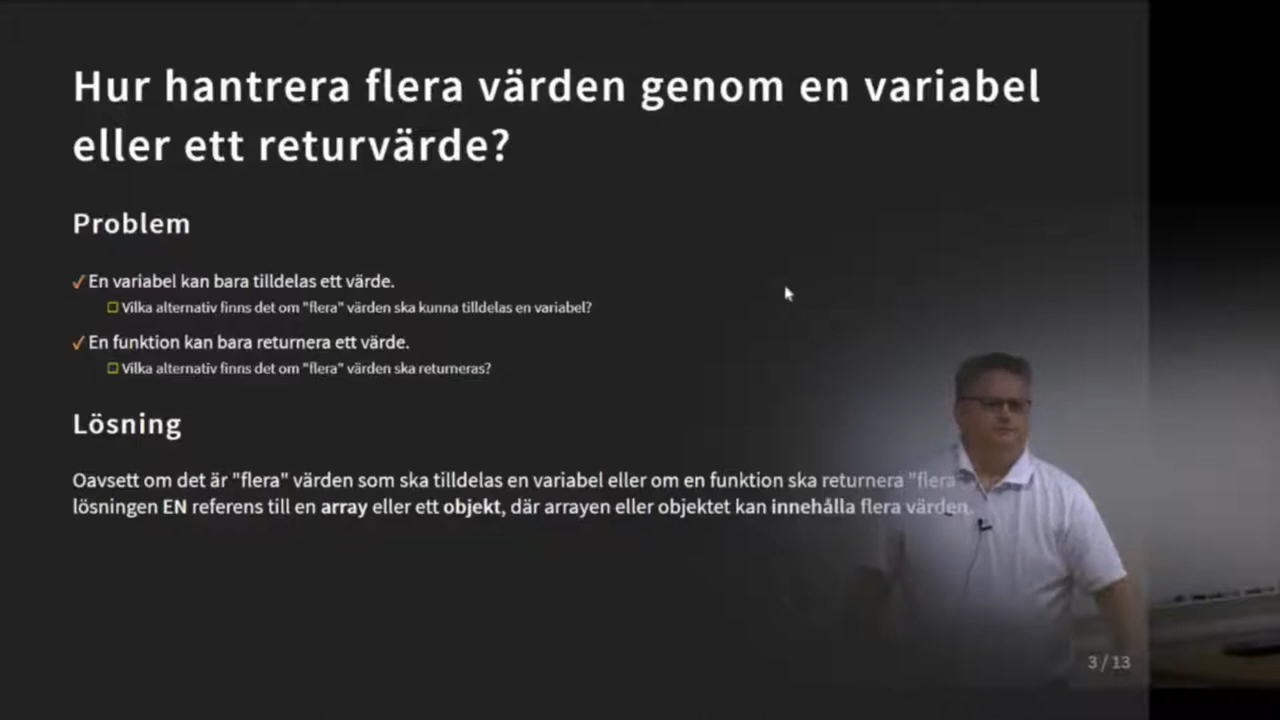 Hur hantrera flera värden genom en variabel
eller ett returvärde?
Problem
✓ En variabel kan bara tilldelas ett värde.
☐ Vilka alternativ finns det om "flera" värden ska kunna tilldelas en variabel?
✓ En funktion kan bara returnera ett värde.
☐ Vilka alternativ finns det om "flera" värden ska returneras?
Lösning
Oavsett om det är "flera" värden som ska tilldelas en variabel eller om en funktion ska returnera "flera"
lösningen EN referens till en array eller ett objekt, där arrayen eller objektet kan innehålla flera värden.
3 / 13